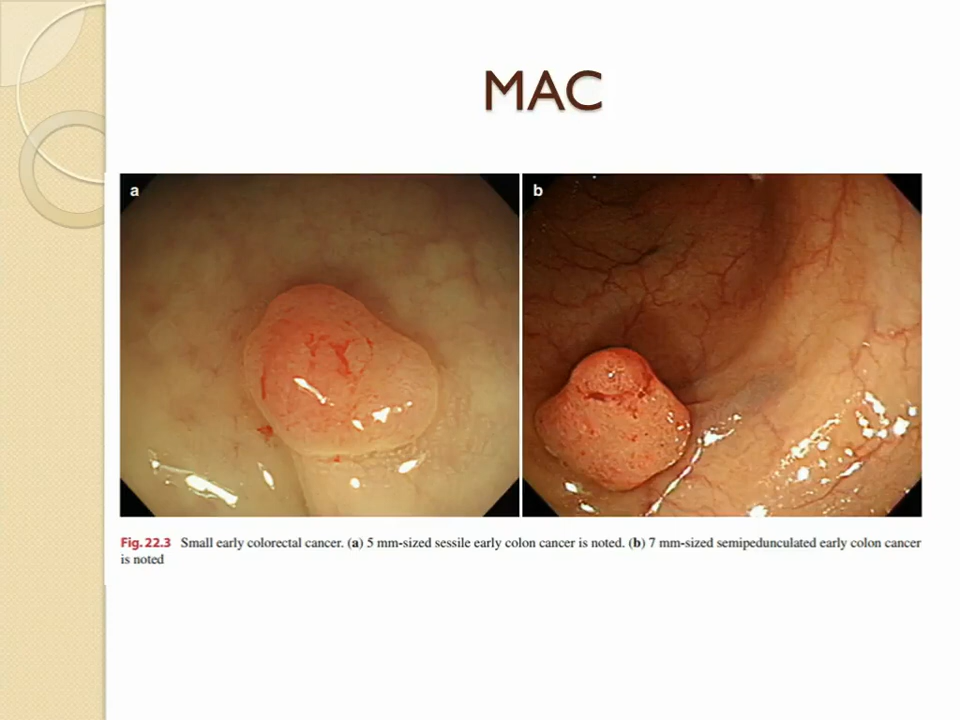 MAC
a
b
Fig. 22.3 Small early colorectal cancer. (a) 5 mm-sized sessile early colon cancer is noted. (b) 7 mm-sized semipedunculated early colon cancer
is noted